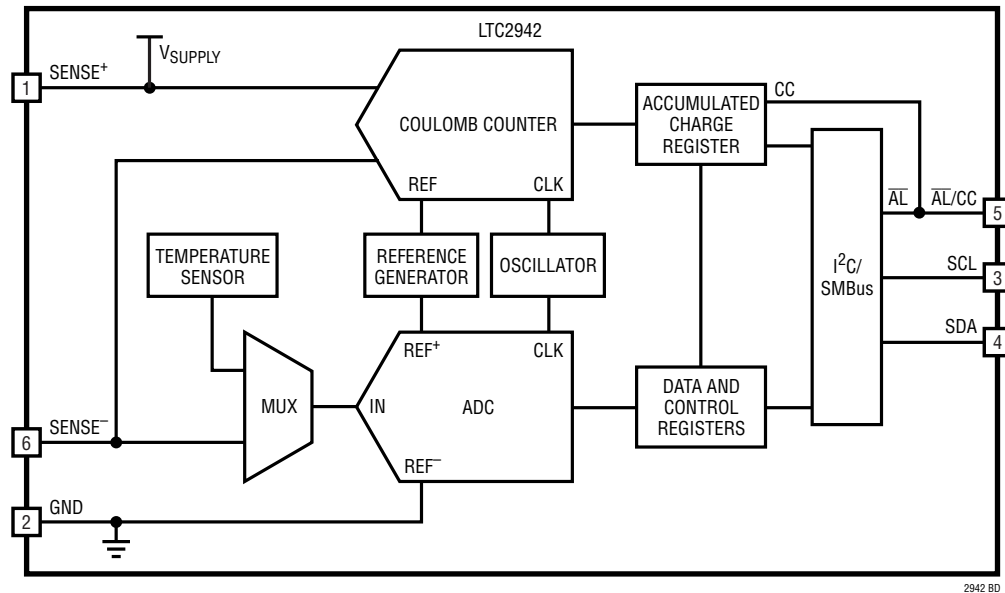 LTC2942
1
SENSE⁺
VSUPPLY
COULOMB COUNTER
REF
CLK
ACCUMULATED
CHARGE
REGISTER
CC
A̅L̅
A̅L̅/CC
5
TEMPERATURE
SENSOR
REFERENCE
GENERATOR
OSCILLATOR
I²C/
SMBus
SCL
3
SDA
4
MUX
REF⁺
CLK
IN
ADC
REF⁻
DATA AND
CONTROL
REGISTERS
6
SENSE⁻
2
GND
2942 BD